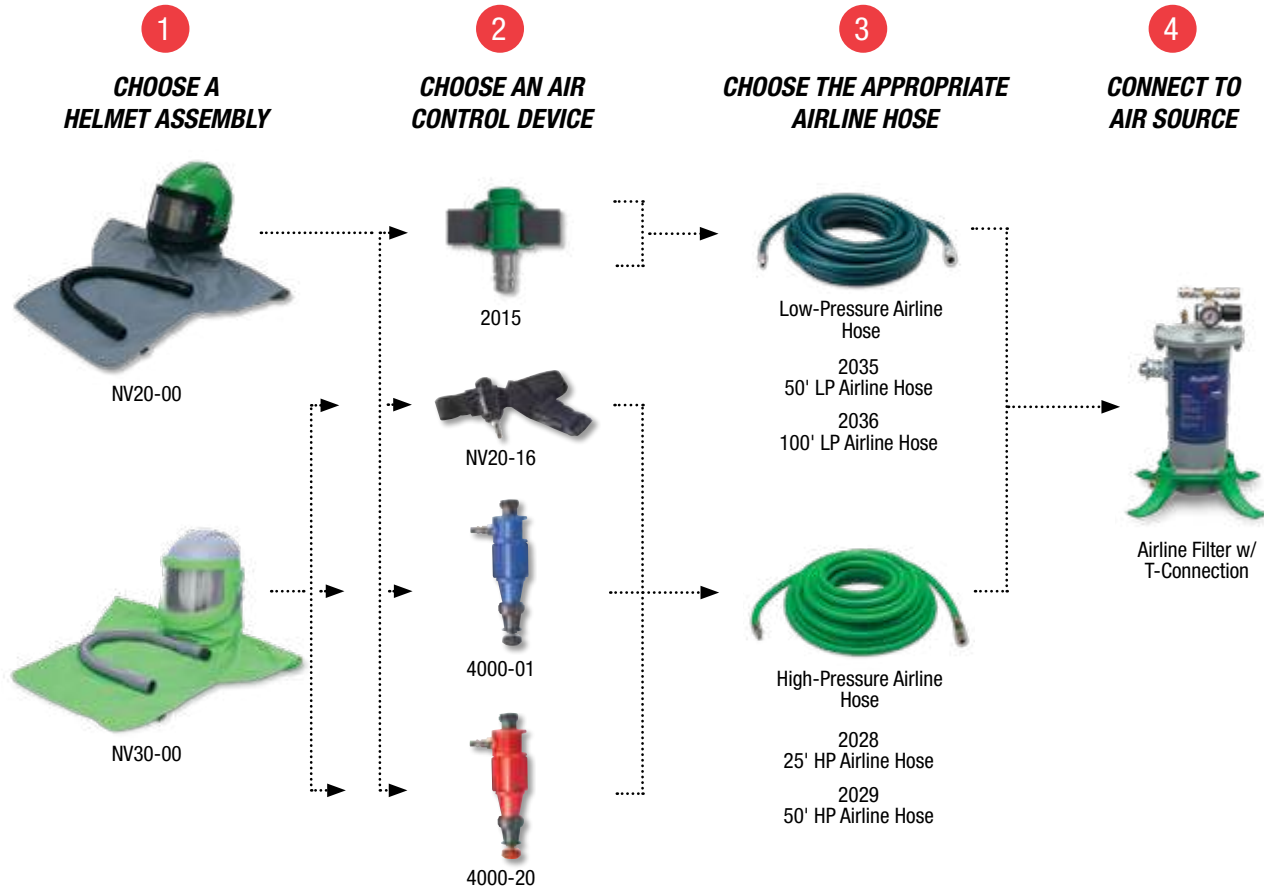 1
CHOOSE A
HELMET ASSEMBLY
NV20-00
NV30-00
2
CHOOSE AN AIR
CONTROL DEVICE
2015
NV20-16
4000-01
4000-20
3
CHOOSE THE APPROPRIATE
AIRLINE HOSE
Low-Pressure Airline
Hose
2035
50' LP Airline Hose
2036
100' LP Airline Hose
High-Pressure Airline
Hose
2028
25' HP Airline Hose
2029
50' HP Airline Hose
4
CONNECT TO
AIR SOURCE
Airline Filter w/
T-Connection